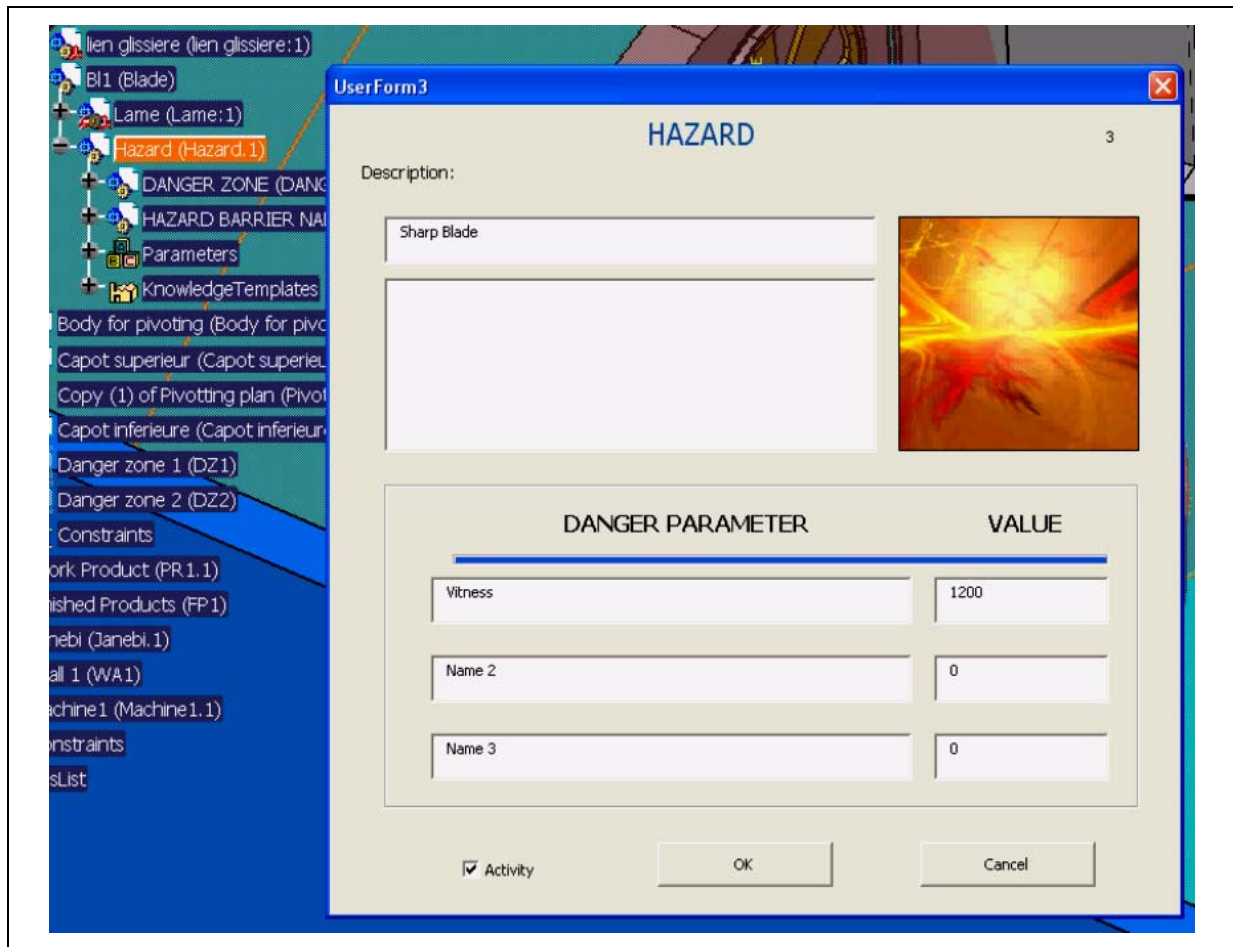 lien glissiere (lien glissiere:1)
Bl1 (Blade)
Lame (Lame:1)
Hazard (Hazard.1)
DANGER ZONE (DANG
HAZARD BARRIER NA
Parameters
KnowledgeTemplates
Body for pivoting (Body for pivo
Capot superieur (Capot superieu
Copy (1) of Pivotting plan (Pivot
Capot inferieure (Capot inferieur
Danger zone 1 (DZ1)
Danger zone 2 (DZ2)
Constraints
ork Product (PR1.1)
ished Products (FP1)
nebi (Janebi.1)
all 1 (WA1)
achine1 (Machine1.1)
onstraints
sList
UserForm3
HAZARD
3
Description:
Sharp Blade
DANGER PARAMETER VALUE
Vitness 1200
Name 2 0
Name 3 0
Activity OK Cancel